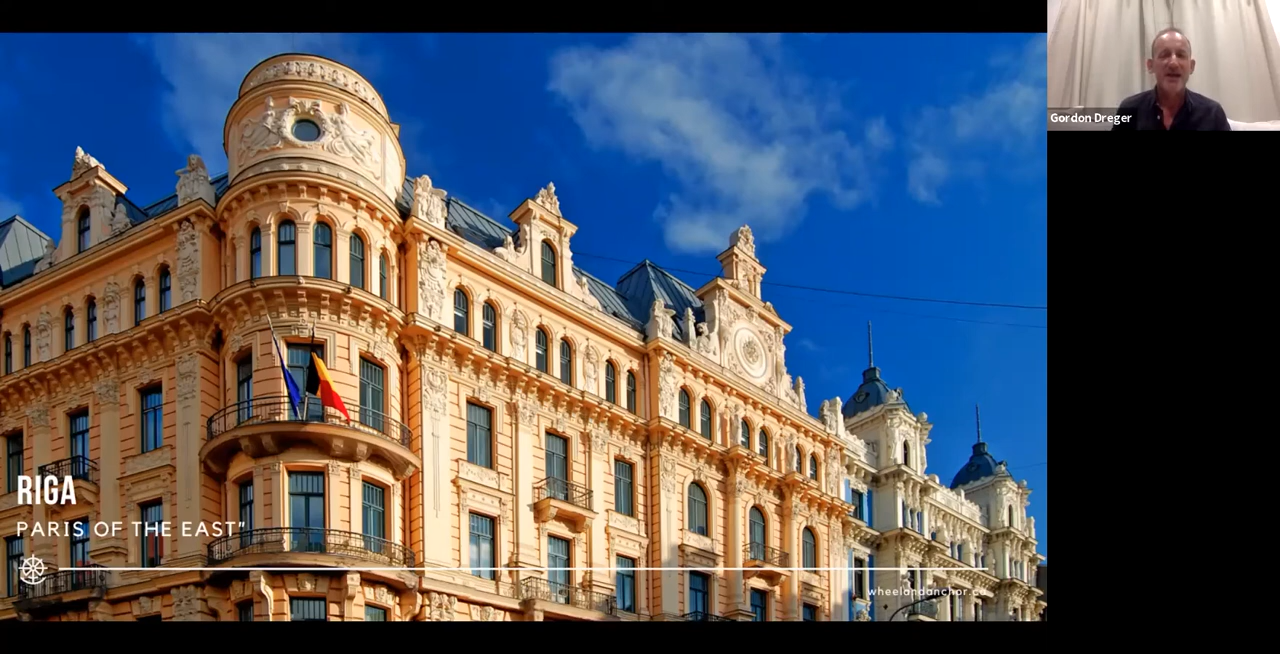 RIGA
PARIS OF THE EAST"
wheelandanchor.ca
Gordon Dreger